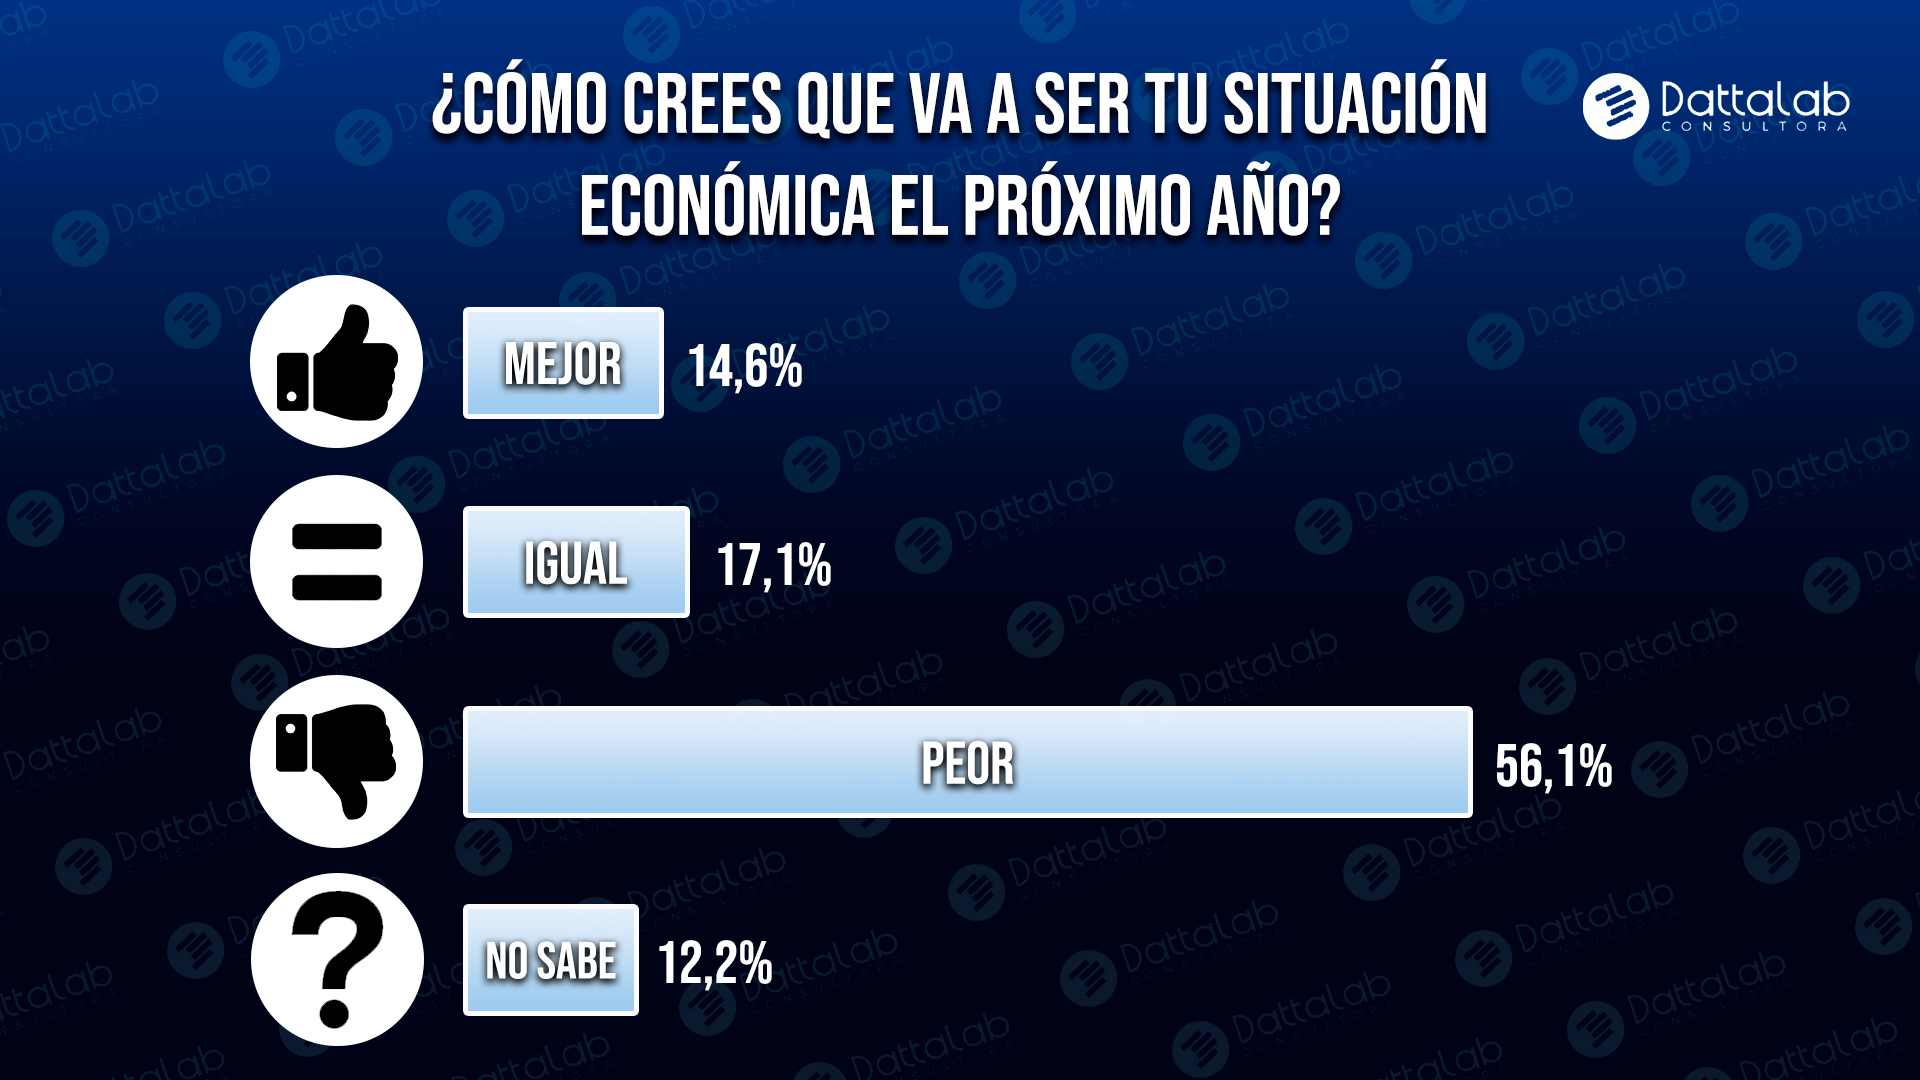 ¿CÓMO CREES QUE VA A SER TU SITUACIÓN
ECONÓMICA EL PRÓXIMO AÑO?
DattaLab
CONSULTORA
MEJOR 14,6%
IGUAL 17,1%
PEOR 56,1%
NO SABE 12,2%